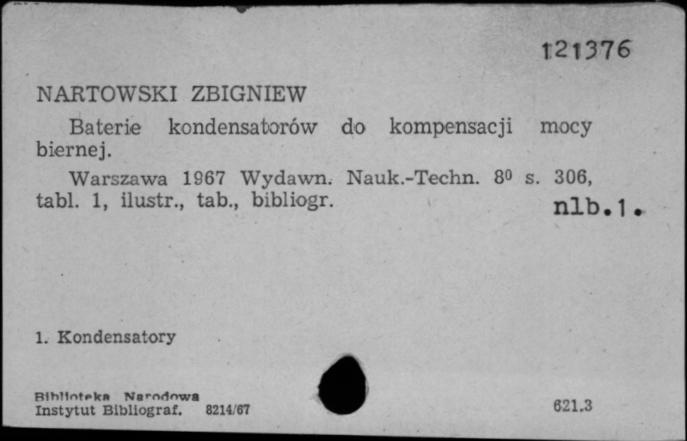 121376
NARTOWSKI ZBIGNIEW
Baterie kondensatorów do kompensacji mocy
biernej.
Warszawa 1967 Wydawn. Nauk.-Techn. 8⁰ s. 306,
tabl. 1, ilustr., tab., bibliogr.
nlb.1.
1. Kondensatory
Biblioteka Narodowa
Instytut Bibliograf. 8214/67
621.3